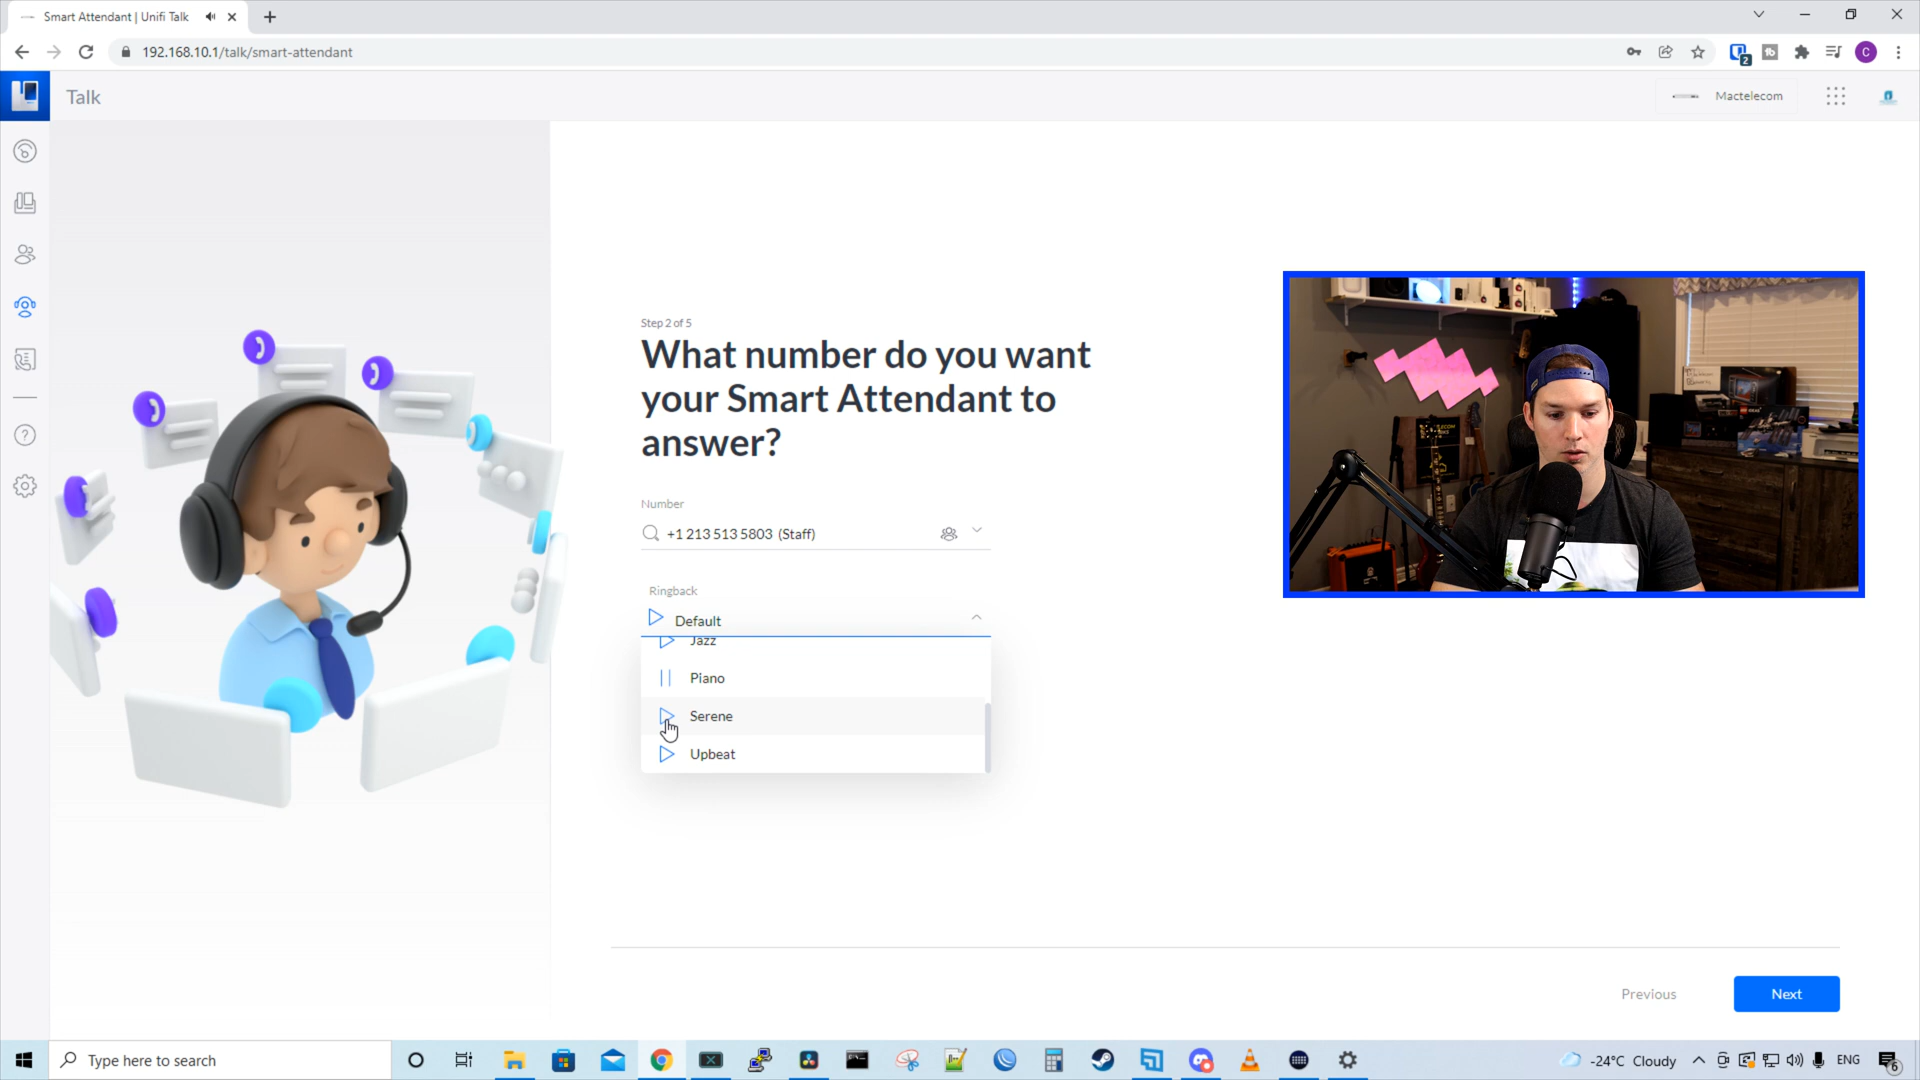 Smart Attendant | Unifi Talk
192.168.10.1/talk/smart-attendant
2
C
Talk
Mactelecom
Step 2 of 5
What number do you want
your Smart Attendant to
answer?
Number
+1 213 513 5803 (Staff)
Ringback
Default
Jazz
Piano
Serene
Upbeat
Previous
Next
Type here to search
-24°C Cloudy
ENG
6